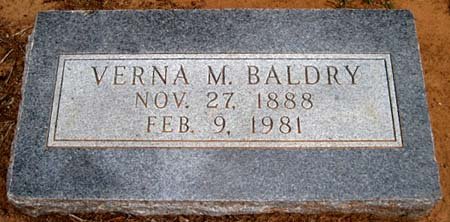 VERNA M. BALDRY
NOV. 27, 1888
FEB. 9, 1981